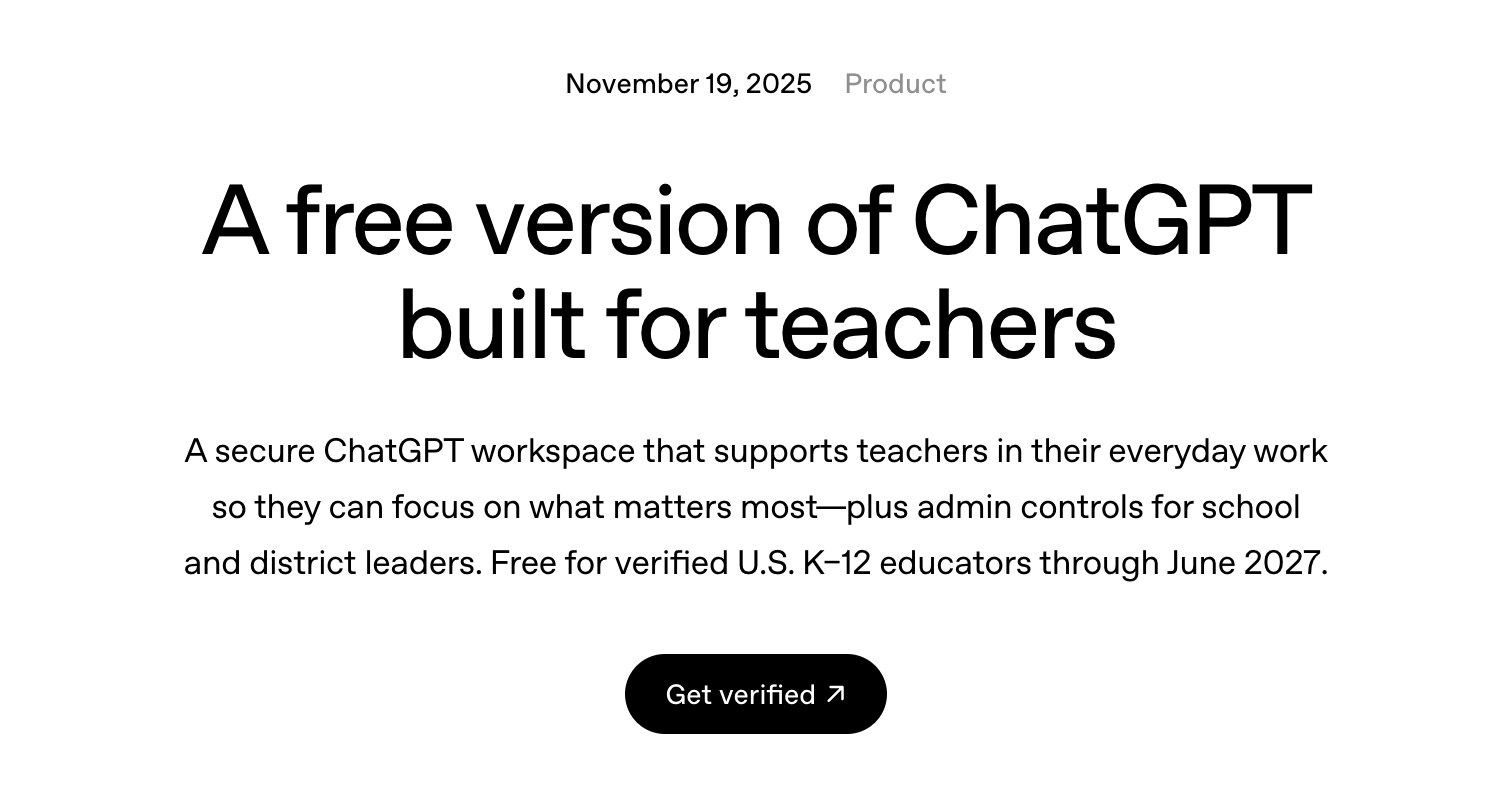 November 19, 2025 Product
A free version of ChatGPT
built for teachers
A secure ChatGPT workspace that supports teachers in their everyday work
so they can focus on what matters most—plus admin controls for school
and district leaders. Free for verified U.S. K–12 educators through June 2027.
Get verified ↗